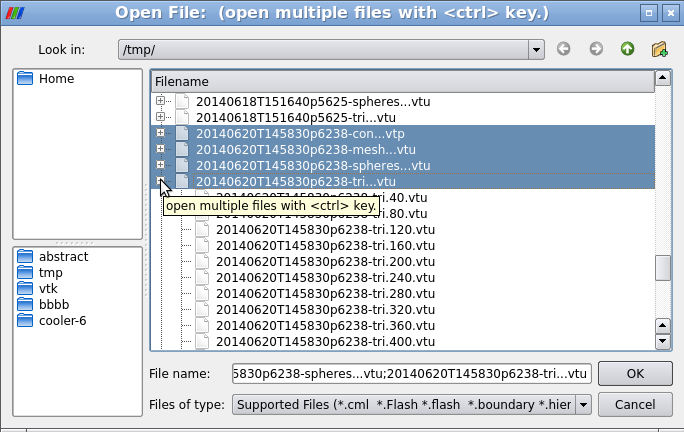 Open File: (open multiple files with <ctrl> key.)
Look in:
/tmp/
Home
abstract
tmp
vtk
bbbb
cooler-6
Filename
20140618T151640p5625-spheres...vtu
20140618T151640p5625-tri...vtu
20140620T145830p6238-con...vtp
20140620T145830p6238-mesh...vtu
20140620T145830p6238-spheres...vtu
20140620T145830p6238-tri...vtu
open multiple files with <ctrl> key.
tri.40.vtu
tri.80.vtu
20140620T145830p6238-tri.120.vtu
20140620T145830p6238-tri.160.vtu
20140620T145830p6238-tri.200.vtu
20140620T145830p6238-tri.240.vtu
20140620T145830p6238-tri.280.vtu
20140620T145830p6238-tri.320.vtu
20140620T145830p6238-tri.360.vtu
20140620T145830p6238-tri.400.vtu
File name:
5830p6238-spheres...vtu;20140620T145830p6238-tri...vtu
OK
Files of type:
Supported Files (*.cml *.Flash *.flash *.boundary *.hier
Cancel